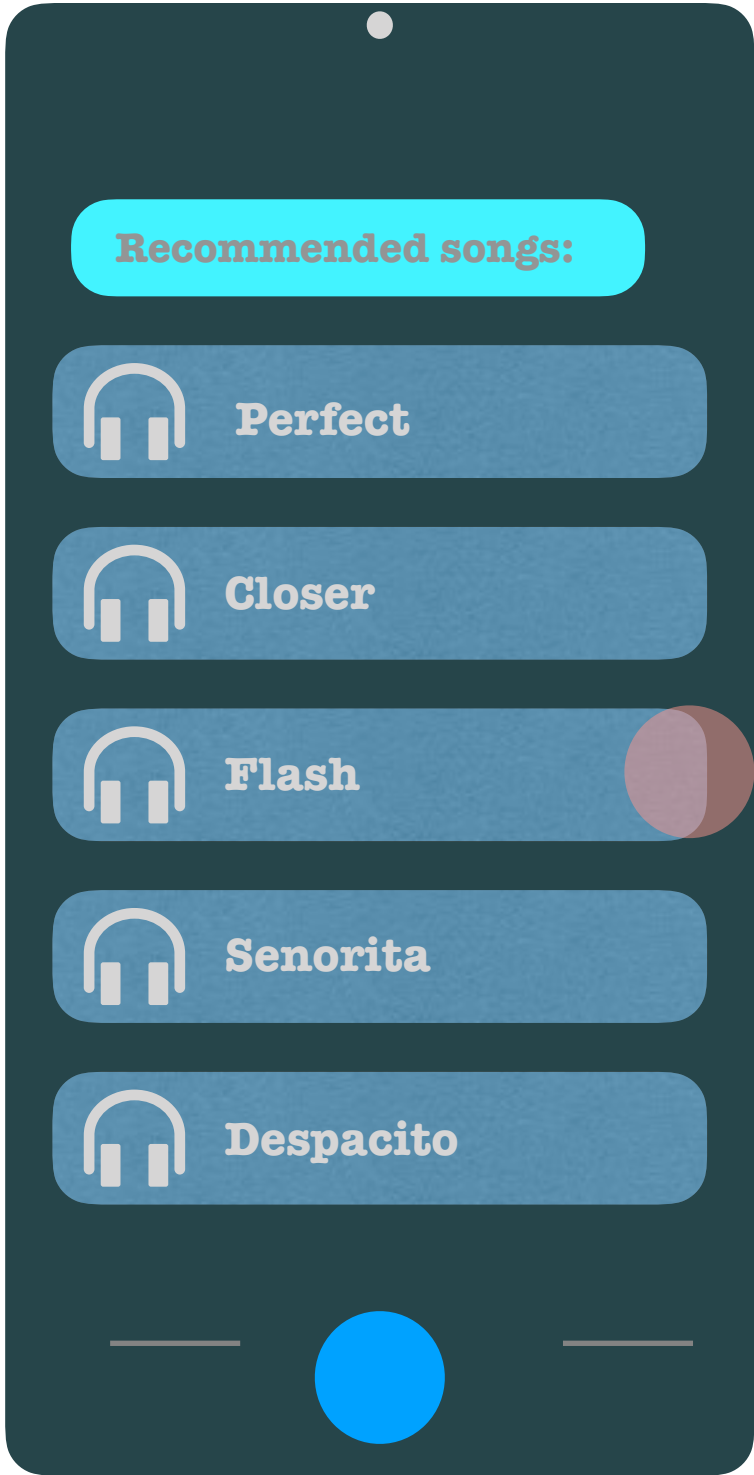 Recommended songs:
Perfect
Closer
Flash
Senorita
Despacito